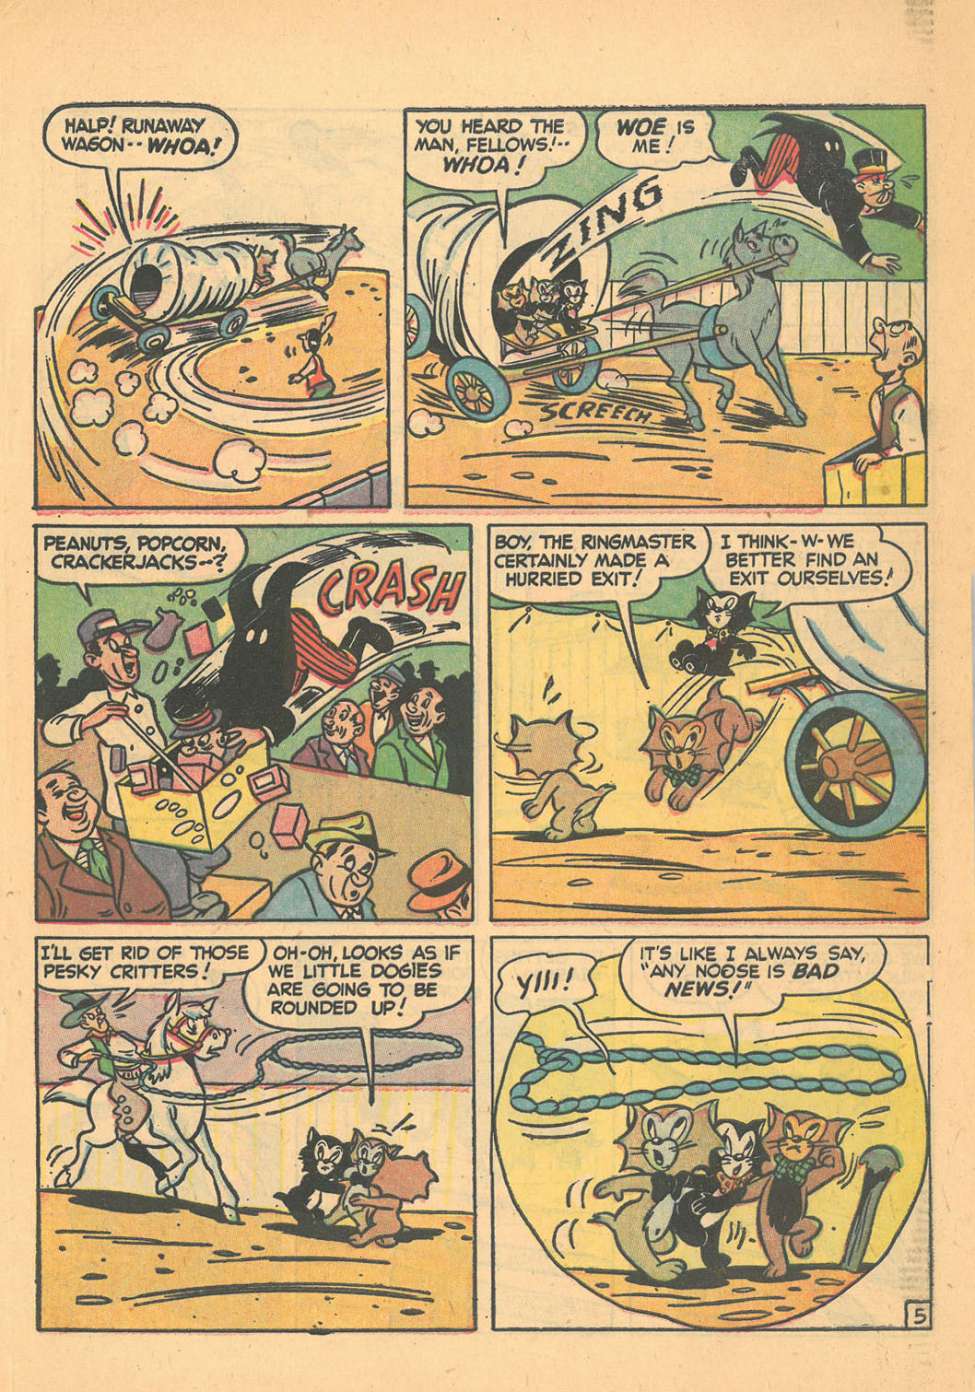 HALP! RUNAWAY
WAGON-- WHOA!
YOU HEARD THE
MAN, FELLOWS!--
WHOA!
WOE IS
ME!
ZING
SCREECH
PEANUTS, POPCORN,
CRACKERJACKS--?
CRASH
BOY, THE RINGMASTER
CERTAINLY MADE A
HURRIED EXIT!
I THINK-W-WE
BETTER FIND AN
EXIT OURSELVES!
I'LL GET RID OF THOSE
PESKY CRITTERS!
OH-OH, LOOKS AS IF
WE LITTLE DOGIES
ARE GOING TO BE
ROUNDED UP!
YIII!
IT'S LIKE I ALWAYS SAY,
"ANY NOOSE IS BAD
NEWS!"
5